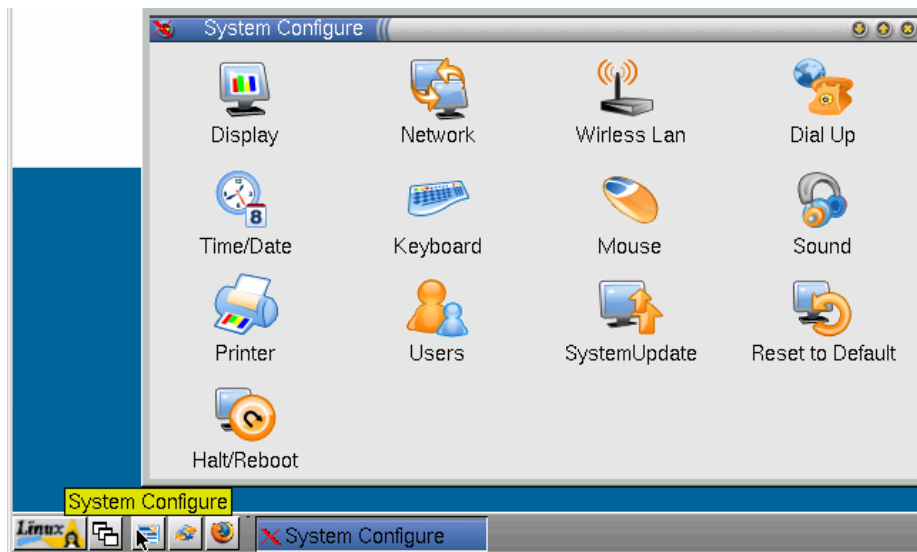 System Configure
Display Network Wirless Lan Dial Up
8
Time/Date Keyboard Mouse Sound
Printer Users SystemUpdate Reset to Default
Halt/Reboot
System Configure
Linux System Configure